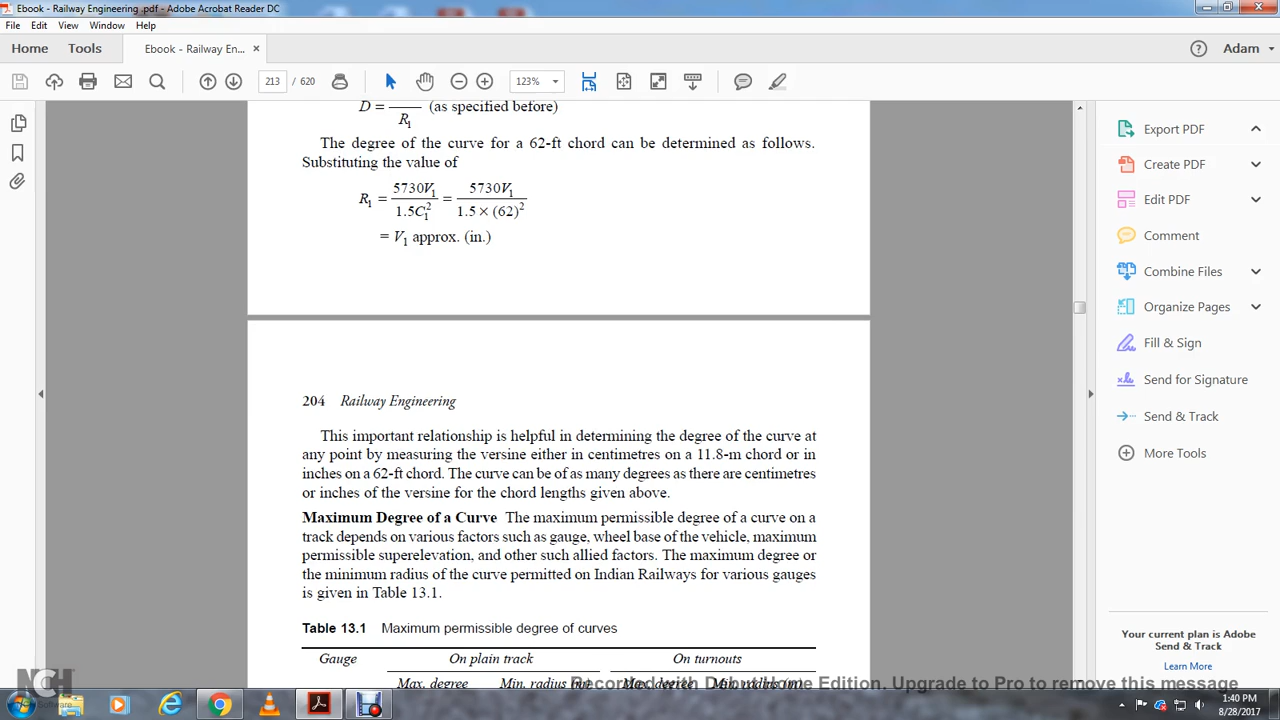 Ebook - Railway Engineering .pdf - Adobe Acrobat Reader DC
File Edit View Window Help
Home Tools Ebook - Railway En... × Adam
213 / 620 123%
D = R1 (as specified before)
The degree of the curve for a 62-ft chord can be determined as follows.
Substituting the value of
R1 = 5730V1 / 1.5C1² = 5730V1 / 1.5 × (62)²
= V1 approx. (in.)
204 Railway Engineering
This important relationship is helpful in determining the degree of the curve at
any point by measuring the versine either in centimetres on a 11.8-m chord or in
inches on a 62-ft chord. The curve can be of as many degrees as there are centimetres
or inches of the versine for the chord lengths given above.
Maximum Degree of a Curve The maximum permissible degree of a curve on a
track depends on various factors such as gauge, wheel base of the vehicle, maximum
permissible superelevation, and other such allied factors. The maximum degree or
the minimum radius of the curve permitted on Indian Railways for various gauges
is given in Table 13.1.
Table 13.1 Maximum permissible degree of curves
Gauge On plain track On turnouts
Max. degree Min. radius (m) Max. degree Min. radius (m)
Export PDF
Create PDF
Edit PDF
Comment
Combine Files
Organize Pages
Fill & Sign
Send for Signature
Send & Track
More Tools
Your current plan is Adobe
Send & Track
Learn More
NCH
Software
Recorded with Debut Home Edition. Upgrade to Pro to remove this message
1:40 PM
8/28/2017